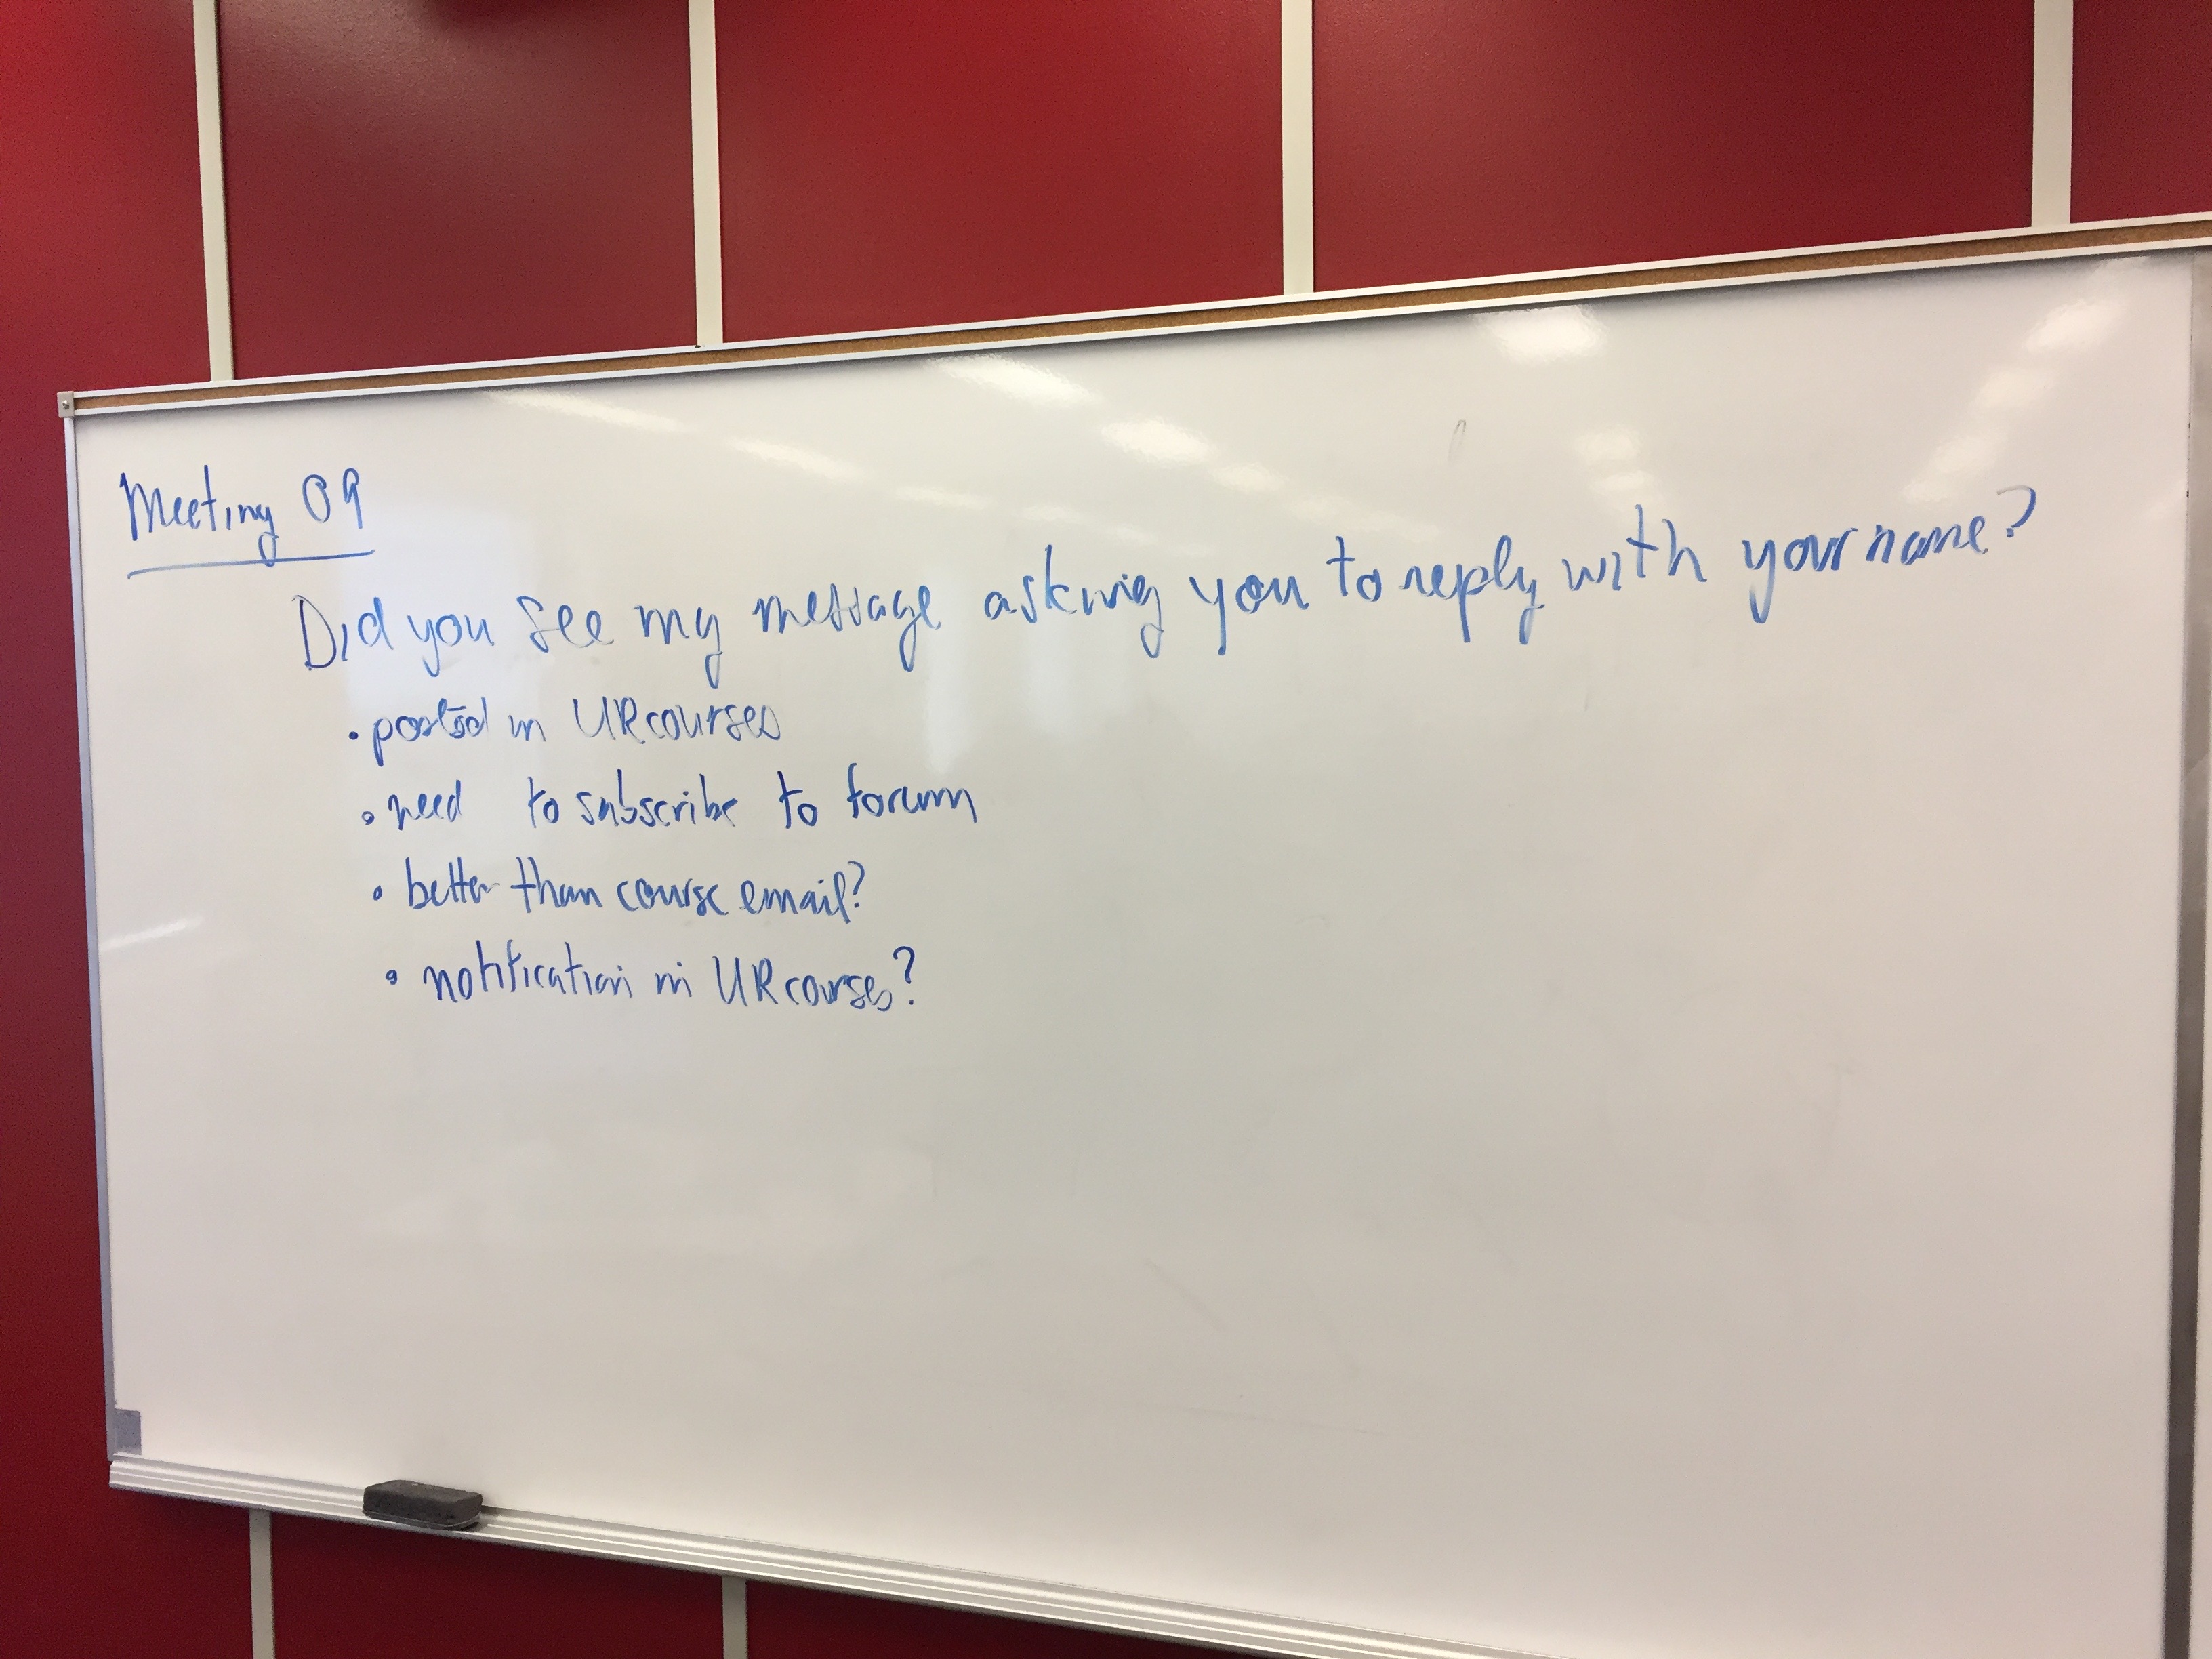 Meeting 09
Did you see my message asking you to reply with your name?
• posted in URcourses
• need to subscribe to forum
• better than course email?
• notification in URcourses?